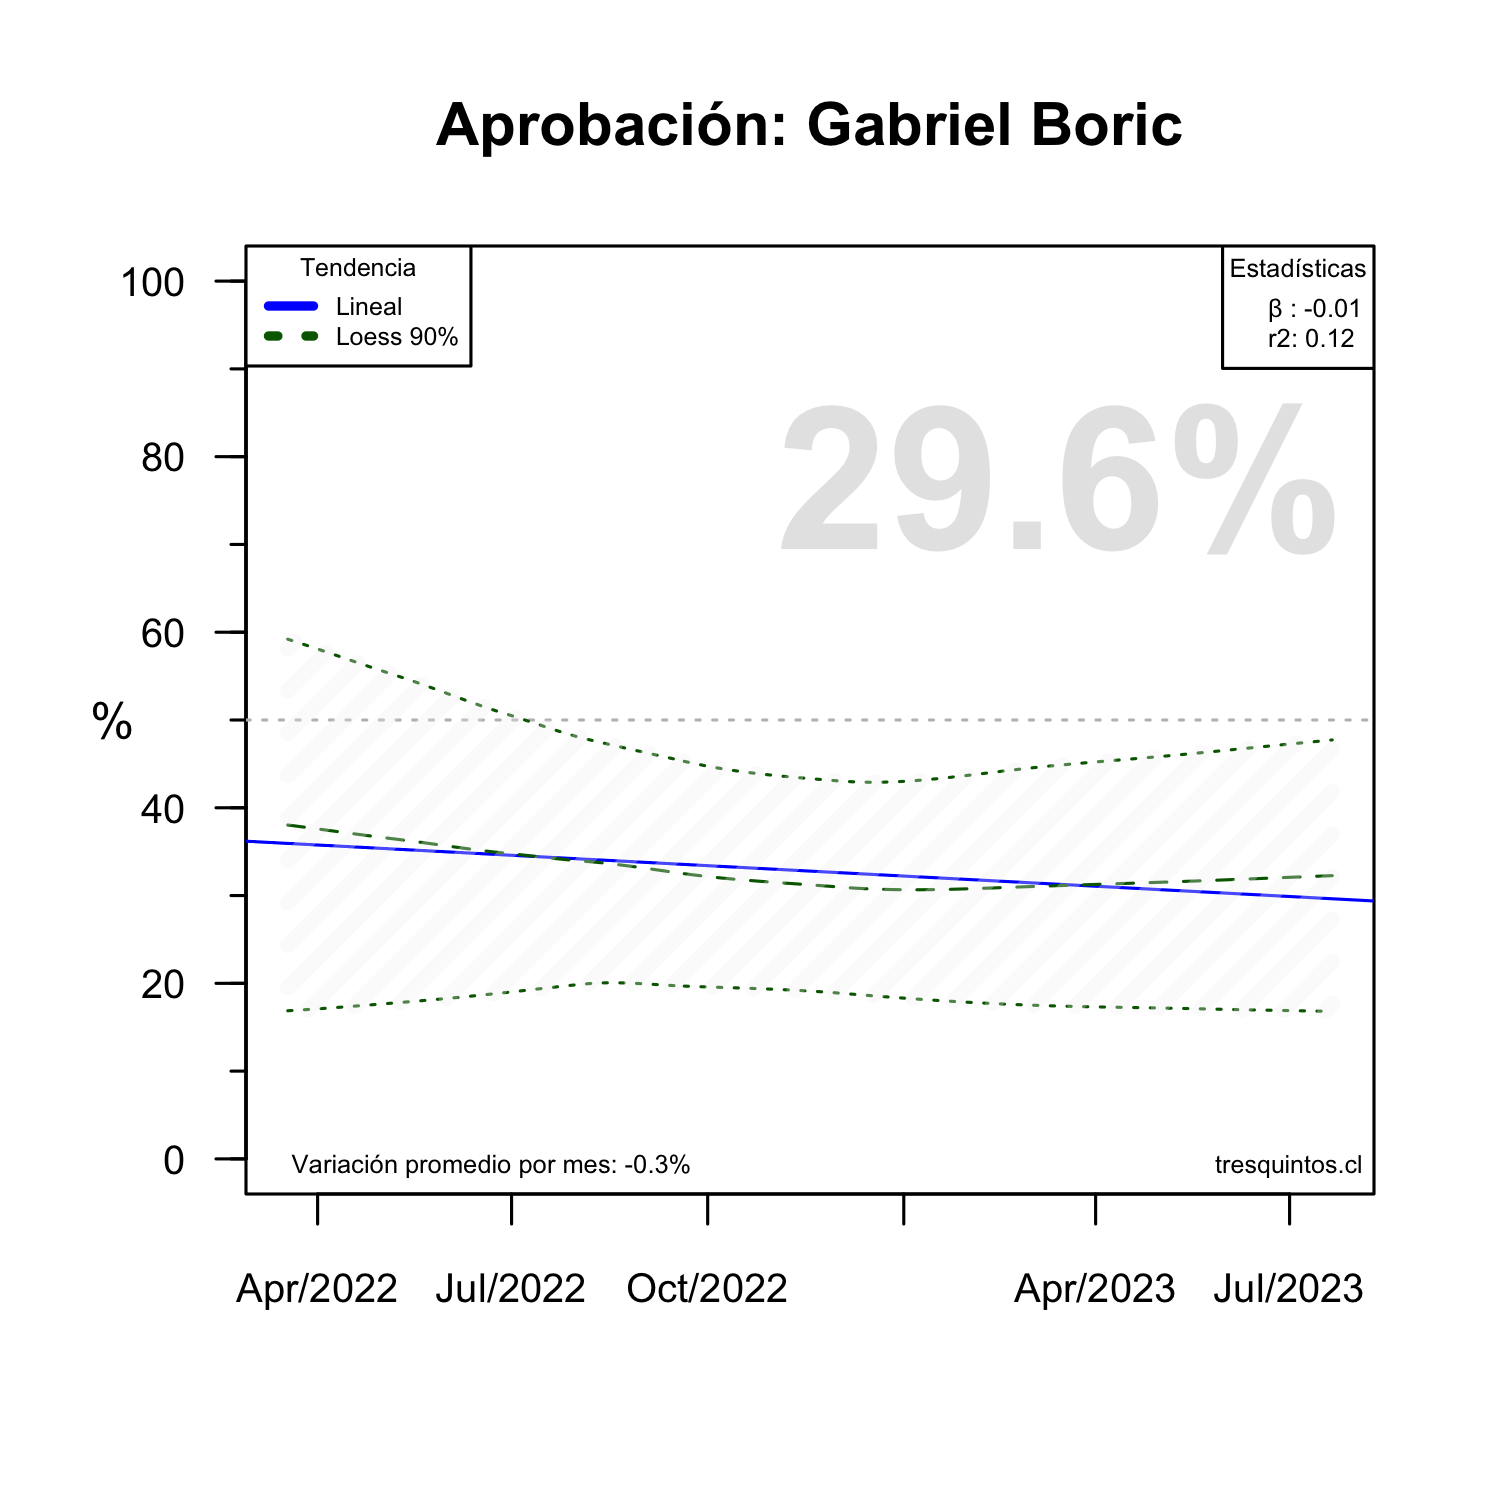 Aprobación: Gabriel Boric
Tendencia
Lineal
Loess 90%
Estadísticas
β : -0.01
r2: 0.12
29.6%
100
80
60
%
40
20
0
Variación promedio por mes: -0.3%
tresquintos.cl
Apr/2022 Jul/2022 Oct/2022 Apr/2023 Jul/2023